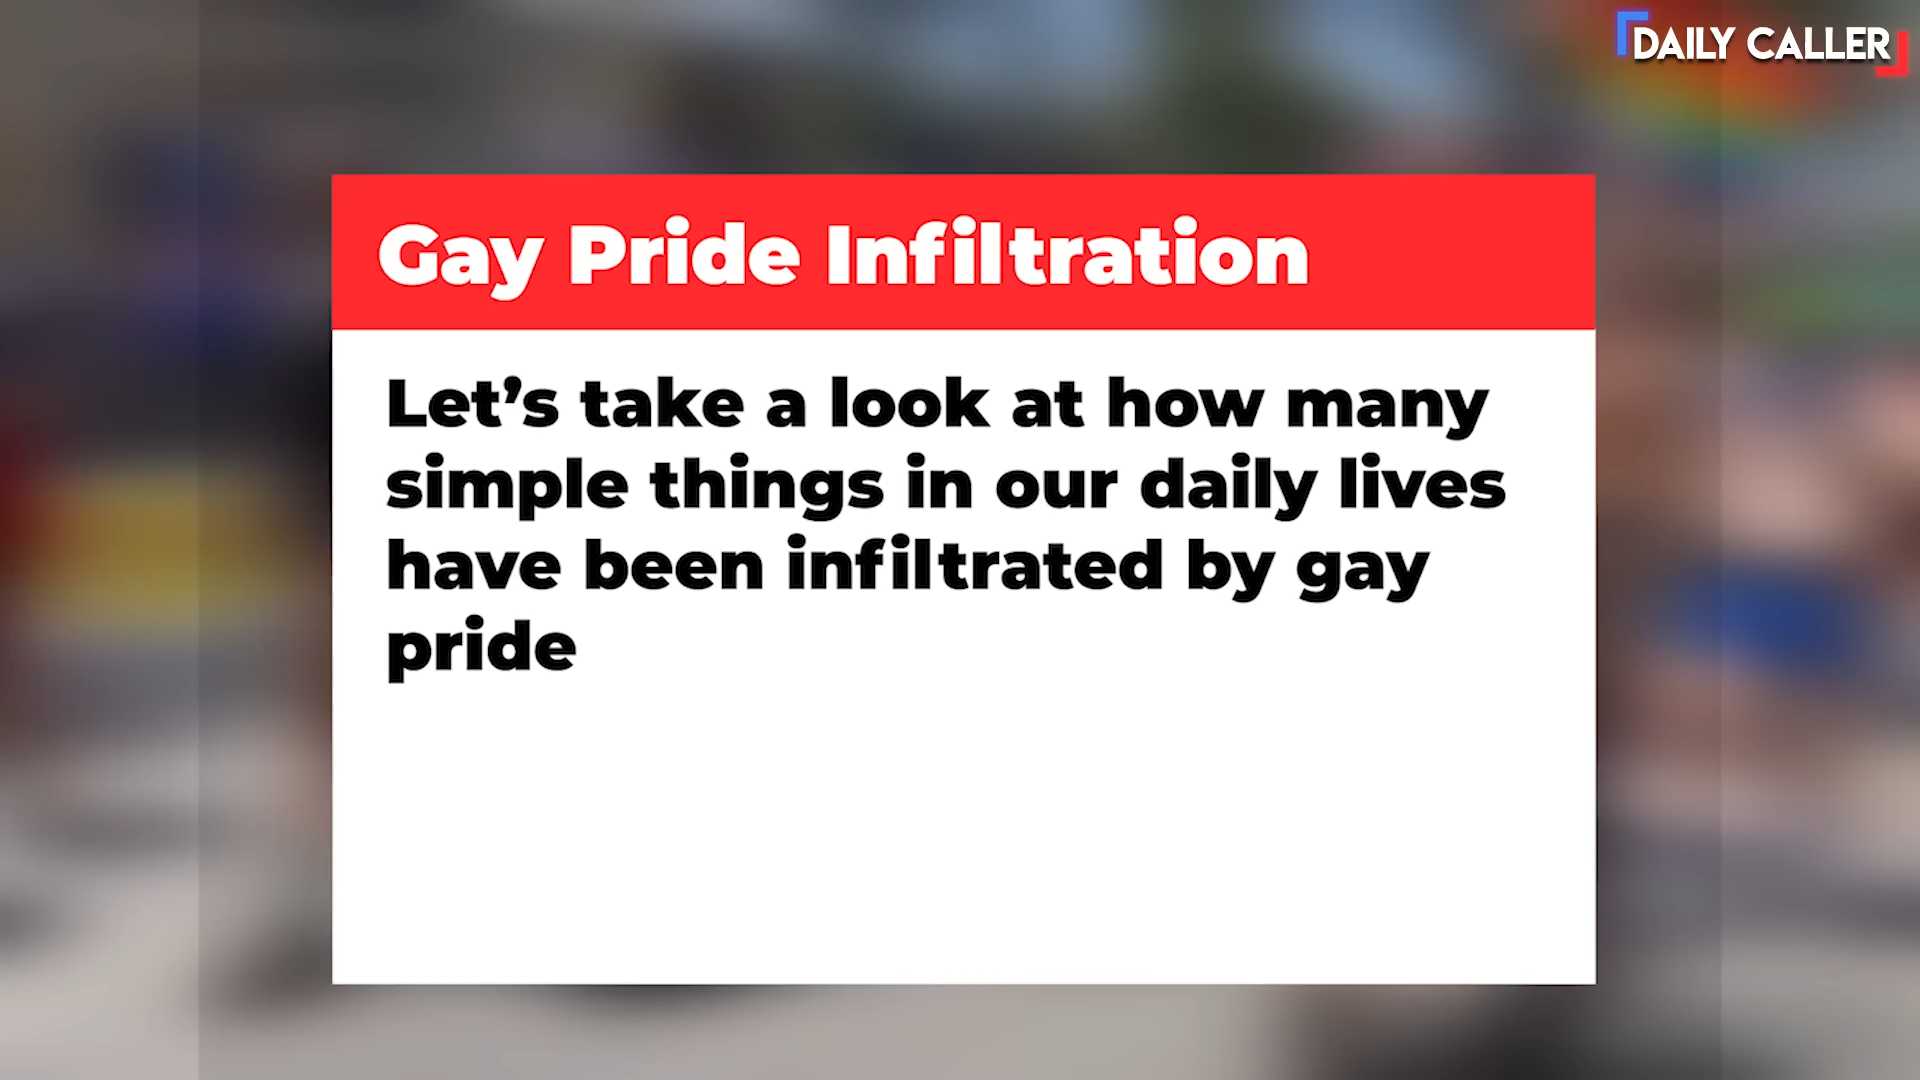 DAILY CALLER
Gay Pride Infiltration
Let’s take a look at how many
simple things in our daily lives
have been infiltrated by gay
pride